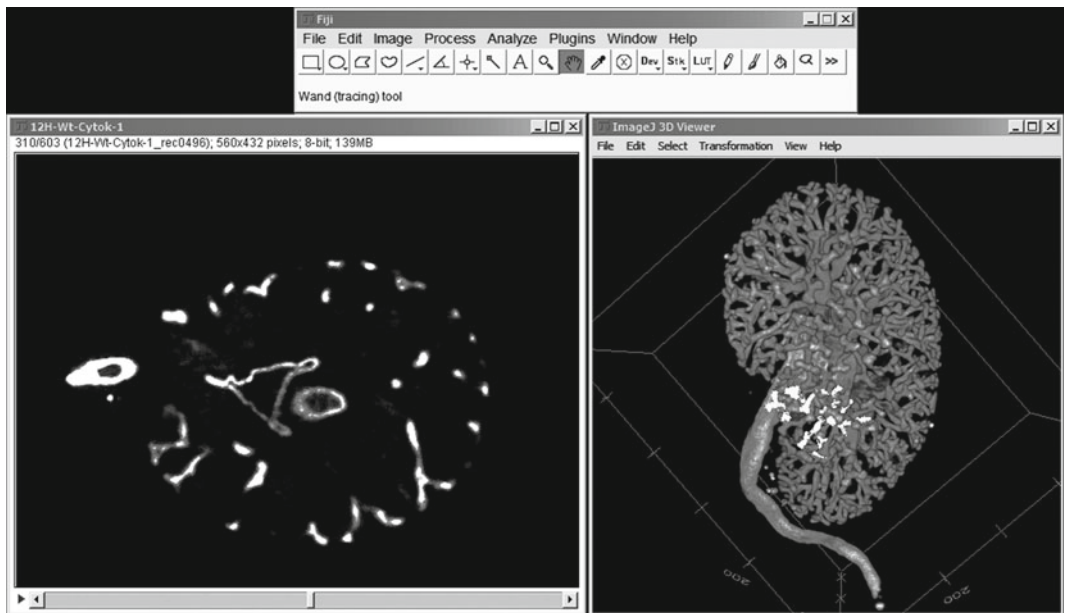 Fiji
File Edit Image Process Analyze Plugins Window Help
A Dev Stk LUT >>
Wand (tracing) tool
12H-Wt-Cytok-1
310/603 (12H-Wt-Cytok-1_rec0496); 560x432 pixels; 8-bit; 139MB
ImageJ 3D Viewer
File Edit Select Transformation View Help
200
200